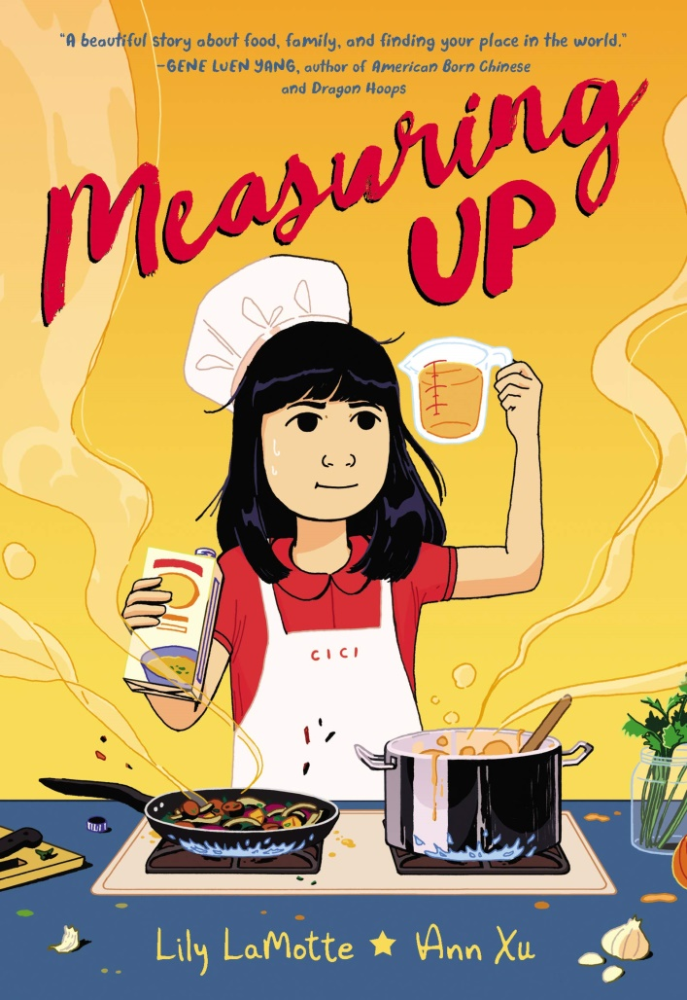 "A beautiful story about food, family, and finding your place in the world."
—GENE LUEN YANG, author of American Born Chinese
and Dragon Hoops
Measuring
UP
CICI
Lily LaMotte ★ Ann Xu